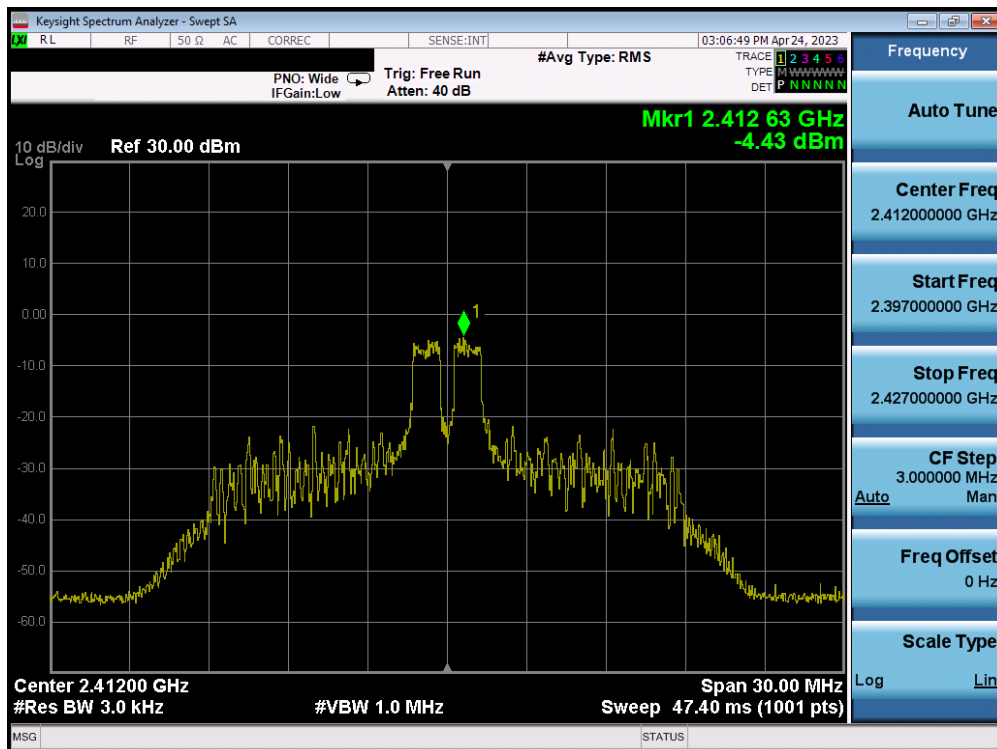 Keysight Spectrum Analyzer - Swept SA
LXI RL RF 50 Ω AC CORREC SENSE:INT 03:06:49 PM Apr 24, 2023
PNO: Wide
IFGain:Low
Trig: Free Run
Atten: 40 dB
#Avg Type: RMS
TRACE 1 2 3 4 5 6
TYPE M WWWWW
DET P N N N N N
Mkr1 2.412 63 GHz
-4.43 dBm
10 dB/div Ref 30.00 dBm
Log
20.0
10.0
0.00
-10.0
-20.0
-30.0
-40.0
-50.0
-60.0
1
Center 2.41200 GHz Span 30.00 MHz
#Res BW 3.0 kHz #VBW 1.0 MHz Sweep 47.40 ms (1001 pts)
MSG STATUS
Frequency
Auto Tune
Center Freq
2.412000000 GHz
Start Freq
2.397000000 GHz
Stop Freq
2.427000000 GHz
CF Step
3.000000 MHz
Auto Man
Freq Offset
0 Hz
Scale Type
Log Lin